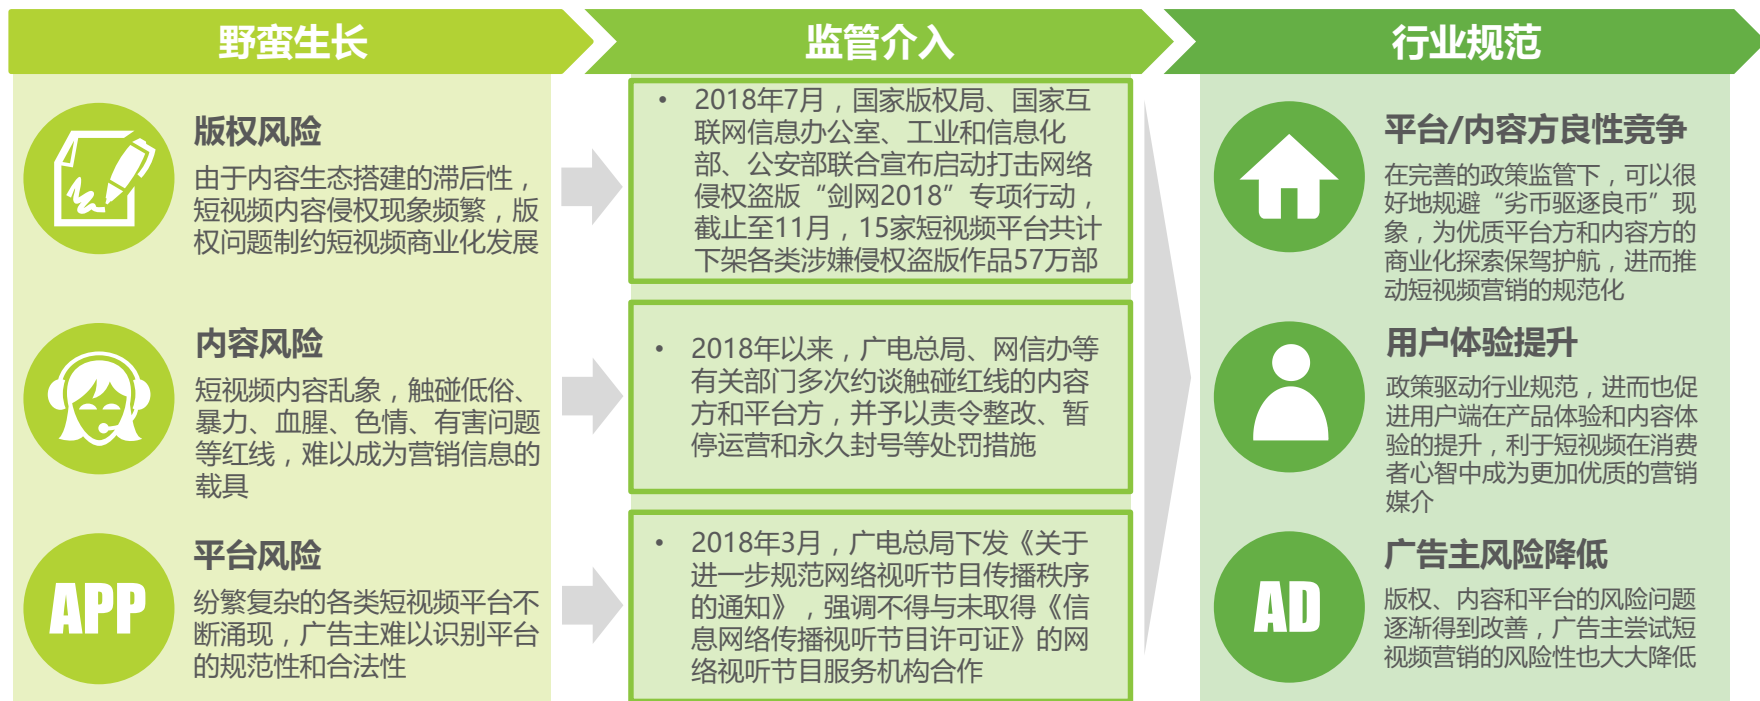 野蛮生长
监管介入
行业规范
版权风险
由于内容生态搭建的滞后性，
短视频内容侵权现象频繁，版
权问题制约短视频商业化发展
内容风险
短视频内容乱象，触碰低俗、
暴力、血腥、色情、有害问题
等红线，难以成为营销信息的
载具
APP
平台风险
纷繁复杂的各类短视频平台不
断涌现，广告主难以识别平台
的规范性和合法性
• 2018年7月，国家版权局、国家互
联网信息办公室、工业和信息化
部、公安部联合宣布启动打击网络
侵权盗版“剑网2018”专项行动，
截止至11月，15家短视频平台共计
下架各类涉嫌侵权盗版作品57万部
• 2018年以来，广电总局、网信办等
有关部门多次约谈触碰红线的内容
方和平台方，并予以责令整改、暂
停运营和永久封号等处罚措施
• 2018年3月，广电总局下发《关于
进一步规范网络视听节目传播秩序
的通知》，强调不得与未取得《信
息网络传播视听节目许可证》的网
络视听节目服务机构合作
平台/内容方良性竞争
在完善的政策监管下，可以很
好地规避“劣币驱逐良币”现
象，为优质平台方和内容方的
商业化探索保驾护航，进而推
动短视频营销的规范化
用户体验提升
政策驱动行业规范，进而也促
进用户端在产品体验和内容体
验的提升，利于短视频在消费
者心智中成为更加优质的营销
媒介
AD
广告主风险降低
版权、内容和平台的风险问题
逐渐得到改善，广告主尝试短
视频营销的风险性也大大降低